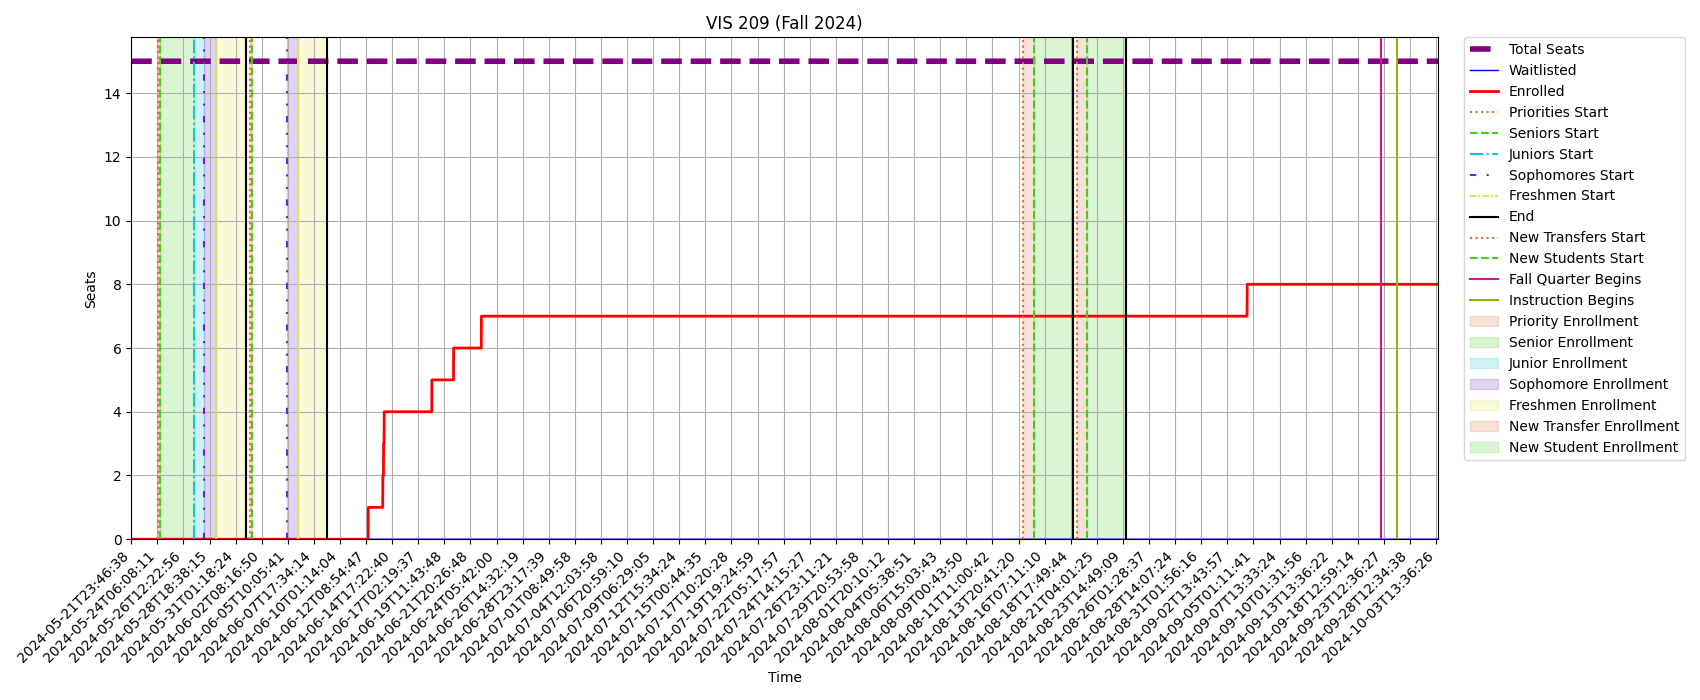 VIS 209 (Fall 2024)
Seats
14
12
10
8
6
4
2
0
2024-05-21T23:46:38
2024-05-24T06:08:11
2024-05-26T12:22:56
2024-05-28T18:38:15
2024-05-31T01:18:24
2024-06-02T08:16:50
2024-06-05T10:05:41
2024-06-07T17:34:14
2024-06-10T01:14:04
2024-06-12T08:54:47
2024-06-14T17:22:40
2024-06-17T02:19:37
2024-06-19T11:43:48
2024-06-21T20:26:49
2024-06-24T05:42:00
2024-06-26T14:32:19
2024-06-28T23:17:39
2024-07-01T08:49:58
2024-07-04T12:03:58
2024-07-06T20:59:10
2024-07-09T06:29:05
2024-07-12T15:34:24
2024-07-15T00:44:35
2024-07-17T10:20:28
2024-07-19T19:24:59
2024-07-22T05:17:57
2024-07-24T14:15:27
2024-07-26T23:11:21
2024-07-29T20:53:58
2024-08-01T20:10:12
2024-08-04T05:38:51
2024-08-06T15:03:43
2024-08-09T00:43:50
2024-08-11T11:00:42
2024-08-13T20:41:20
2024-08-16T07:11:10
2024-08-18T17:49:44
2024-08-21T04:01:25
2024-08-23T14:49:09
2024-08-26T01:28:37
2024-08-28T14:07:24
2024-08-31T01:56:16
2024-09-02T13:43:57
2024-09-05T01:11:41
2024-09-07T13:33:24
2024-09-10T01:31:56
2024-09-13T13:36:22
2024-09-18T12:59:14
2024-09-23T12:36:27
2024-09-28T12:34:38
2024-10-03T13:36:26
Time
Total Seats
Waitlisted
Enrolled
Priorities Start
Seniors Start
Juniors Start
Sophomores Start
Freshmen Start
End
New Transfers Start
New Students Start
Fall Quarter Begins
Instruction Begins
Priority Enrollment
Senior Enrollment
Junior Enrollment
Sophomore Enrollment
Freshmen Enrollment
New Transfer Enrollment
New Student Enrollment